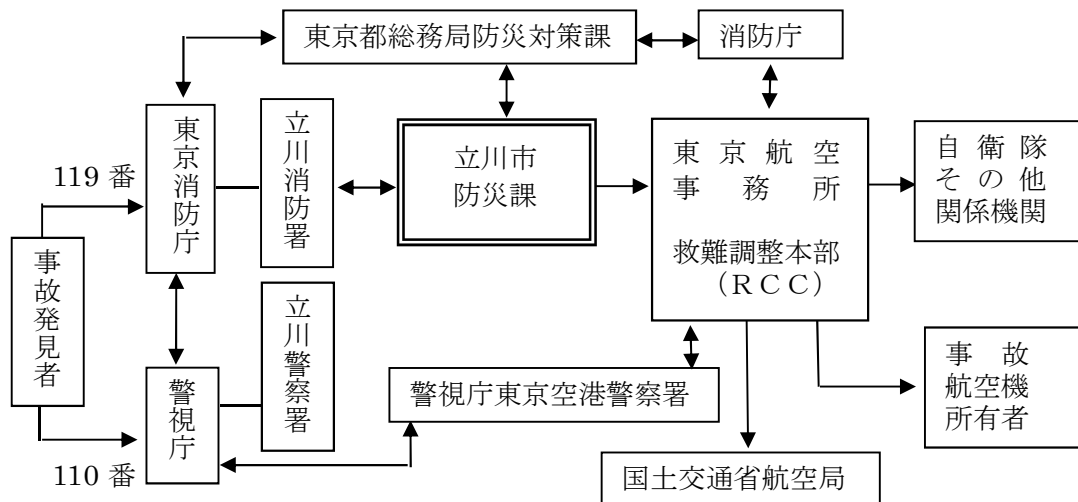 東京都総務局防災対策課
消防庁
東京消防庁
立川消防署
立川市
防災課
東京航空
事務所
救難調整本部
（ＲＣＣ）
自衛隊
その他
関係機関
119 番
事故発見者
立川警察署
警視庁
110 番
警視庁東京空港警察署
事故
航空機
所有者
国土交通省航空局